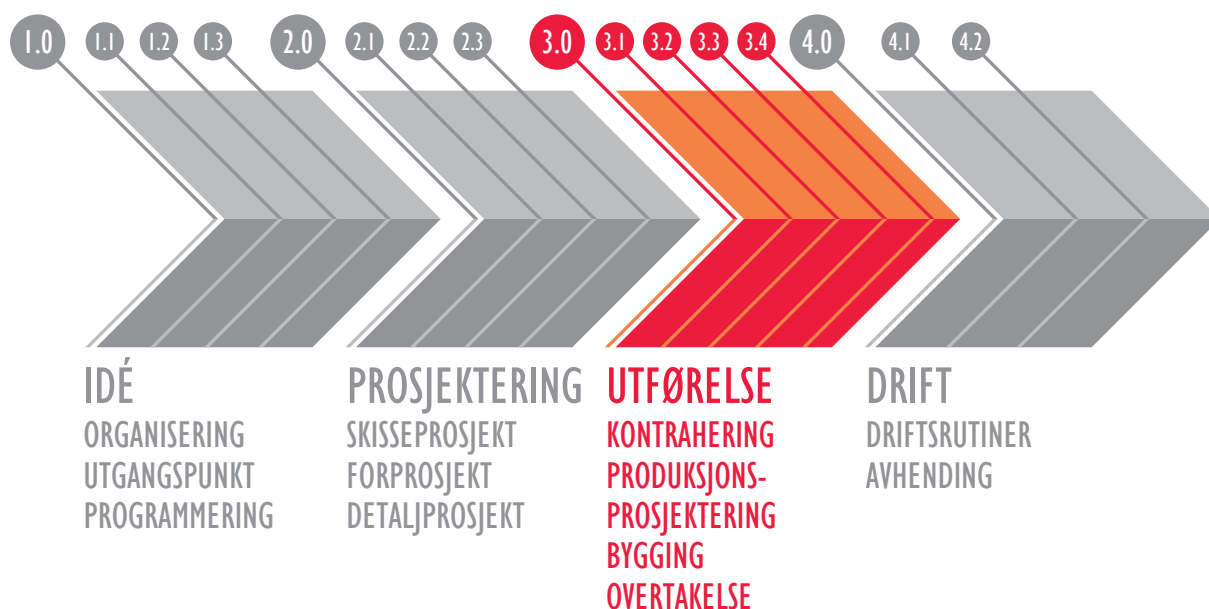 1.0 1.1 1.2 1.3 2.0 2.1 2.2 2.3 3.0 3.1 3.2 3.3 3.4 4.0 4.1 4.2
IDÉ
ORGANISERING
UTGANGSPUNKT
PROGRAMMERING
PROSJEKTERING
SKISSEPROSJEKT
FORPROSJEKT
DETALJPROSJEKT
UTFØRELSE
KONTRAHERING
PRODUKSJONS-
PROSJEKTERING
BYGGING
OVERTAKELSE
DRIFT
DRIFTSRUTINER
AVHENDING